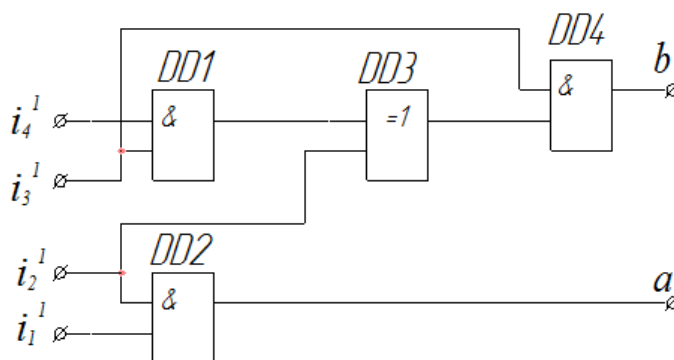 DD4
b
DD1
DD3
&
i₄¹
&
=1
i₃¹
DD2
i₂¹
a
&
i₁¹